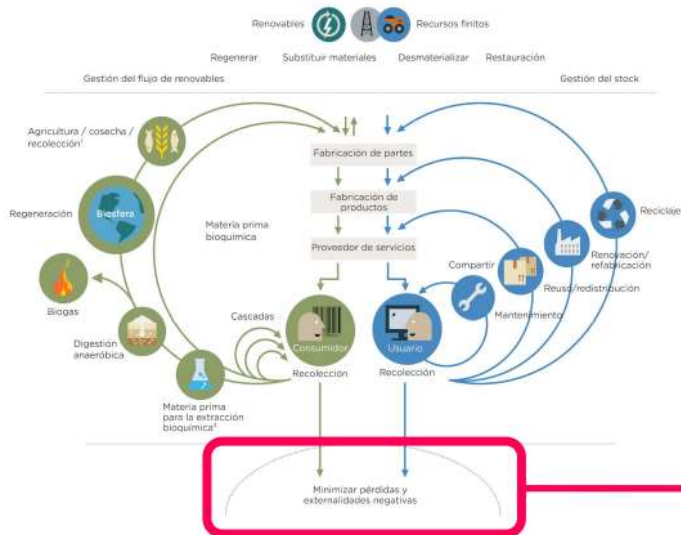 Renovables
Recursos finitos
Regenerar
Substituir materiales
Desmaterializar
Restauración
Gestión del flujo de renovables
Gestión del stock
Agricultura / cosecha /
recolección¹
Fabricación de partes
Regeneración
Biosfera
Fabricación de
productos
Reciclaje
Materia prima
bioquímica
Proveedor de servicios
Renovación/
refabricación
Compartir
Reuso/redistribución
Biogas
Cascadas
Mantenimiento
Digestión
anaeróbica
Consumidor
Usuario
Recolección
Recolección
Materia prima
para la extracción
bioquímica²
Minimizar pérdidas y
externalidades negativas